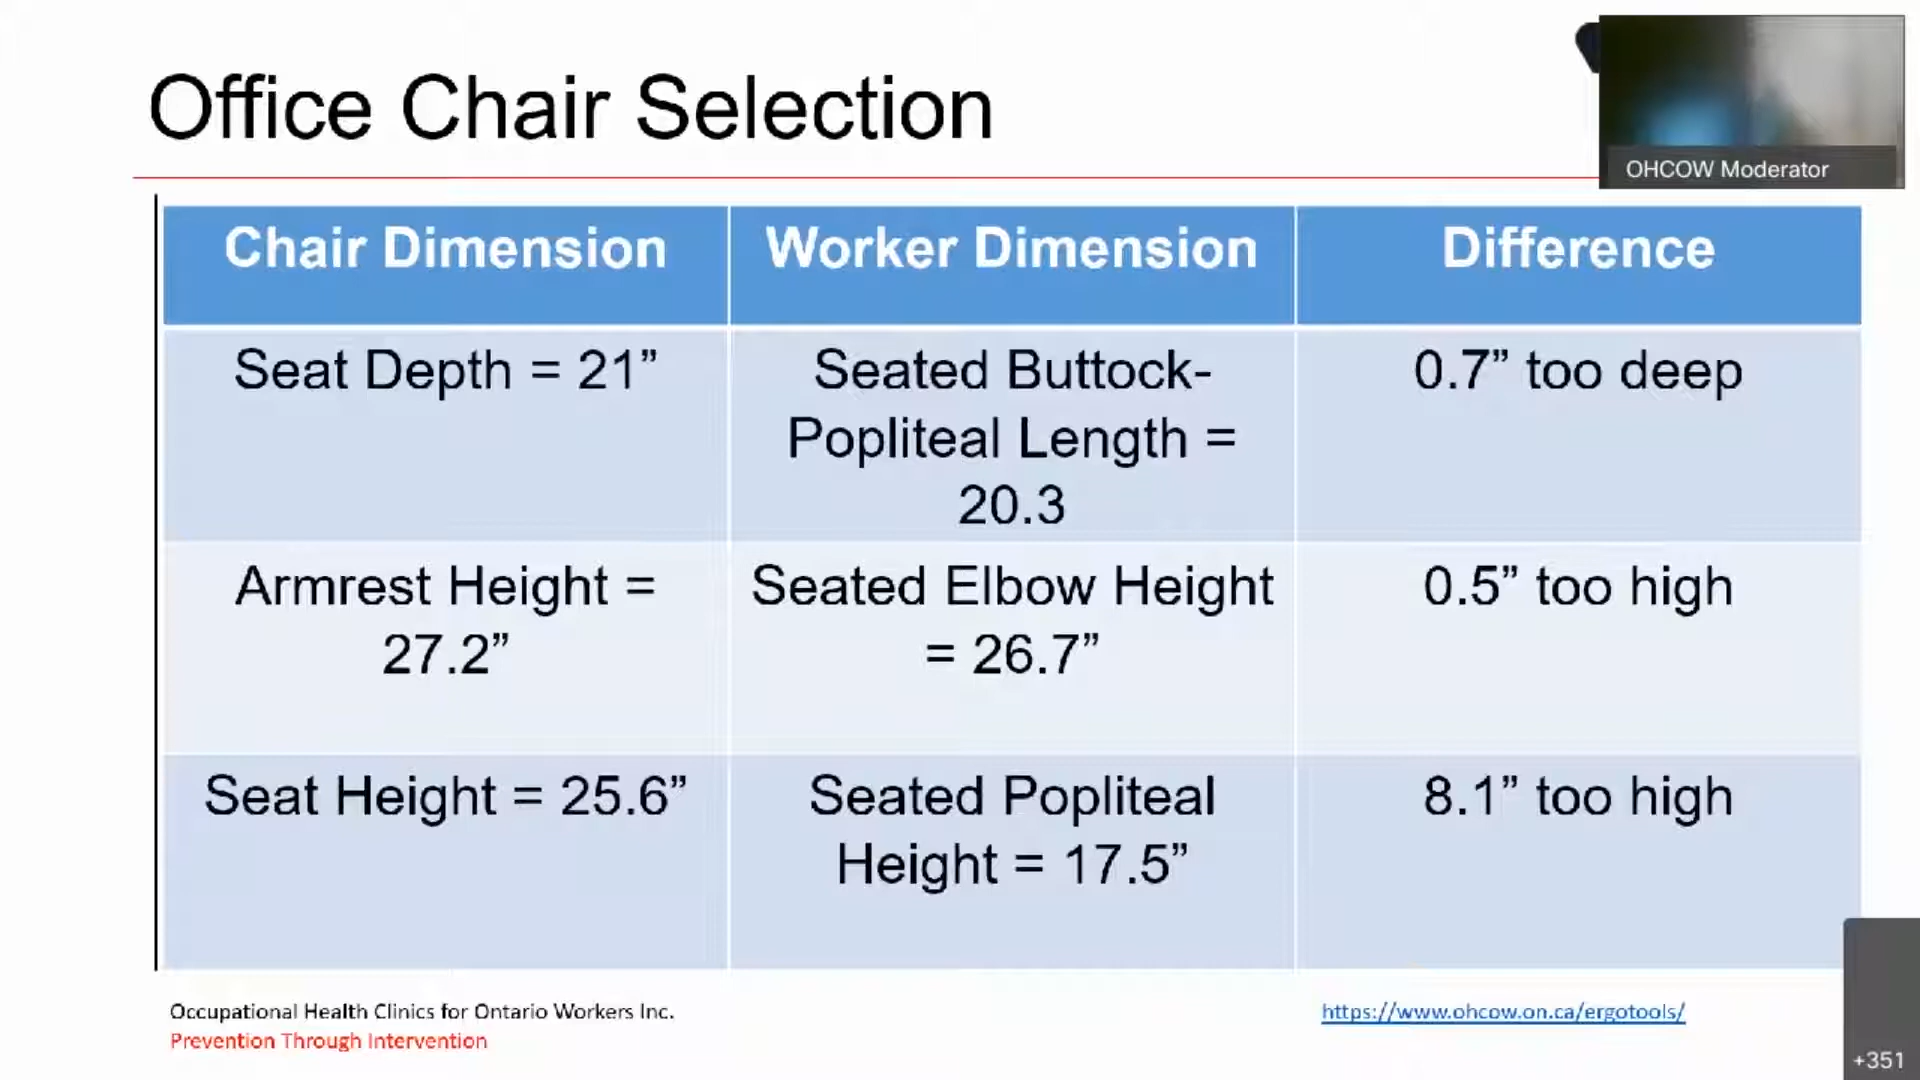 Office Chair Selection
OHCOW Moderator
Chair Dimension
Worker Dimension
Difference
Seat Depth = 21”
Seated Buttock-
Popliteal Length =
20.3
0.7” too deep
Armrest Height =
27.2”
Seated Elbow Height
= 26.7”
0.5” too high
Seat Height = 25.6”
Seated Popliteal
Height = 17.5”
8.1” too high
Occupational Health Clinics for Ontario Workers Inc.
Prevention Through Intervention
https://www.ohcow.on.ca/ergotools/
+351